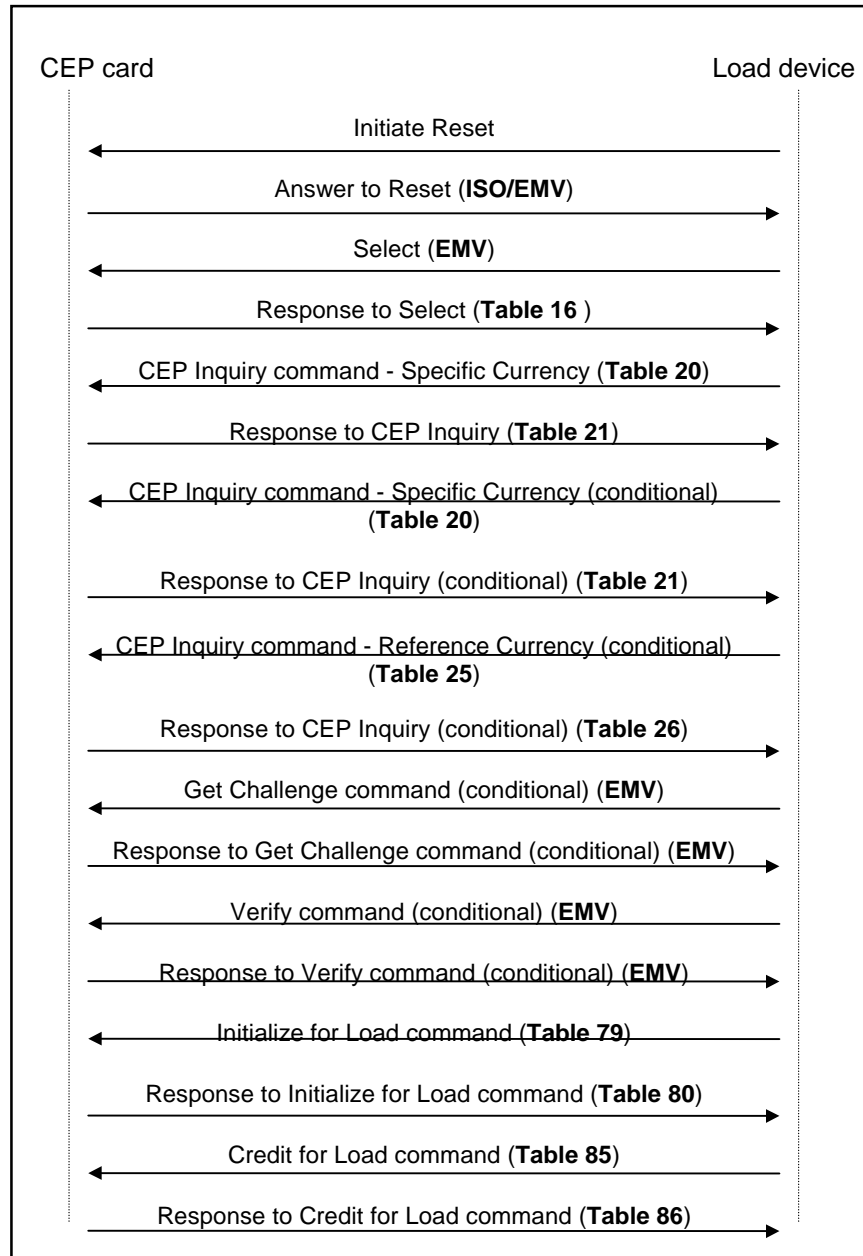 CEP card Load device
Initiate Reset
Answer to Reset (ISO/EMV)
Select (EMV)
Response to Select (Table 16 )
CEP Inquiry command - Specific Currency (Table 20)
Response to CEP Inquiry (Table 21)
CEP Inquiry command - Specific Currency (conditional)
(Table 20)
Response to CEP Inquiry (conditional) (Table 21)
CEP Inquiry command - Reference Currency (conditional)
(Table 25)
Response to CEP Inquiry (conditional) (Table 26)
Get Challenge command (conditional) (EMV)
Response to Get Challenge command (conditional) (EMV)
Verify command (conditional) (EMV)
Response to Verify command (conditional) (EMV)
Initialize for Load command (Table 79)
Response to Initialize for Load command (Table 80)
Credit for Load command (Table 85)
Response to Credit for Load command (Table 86)